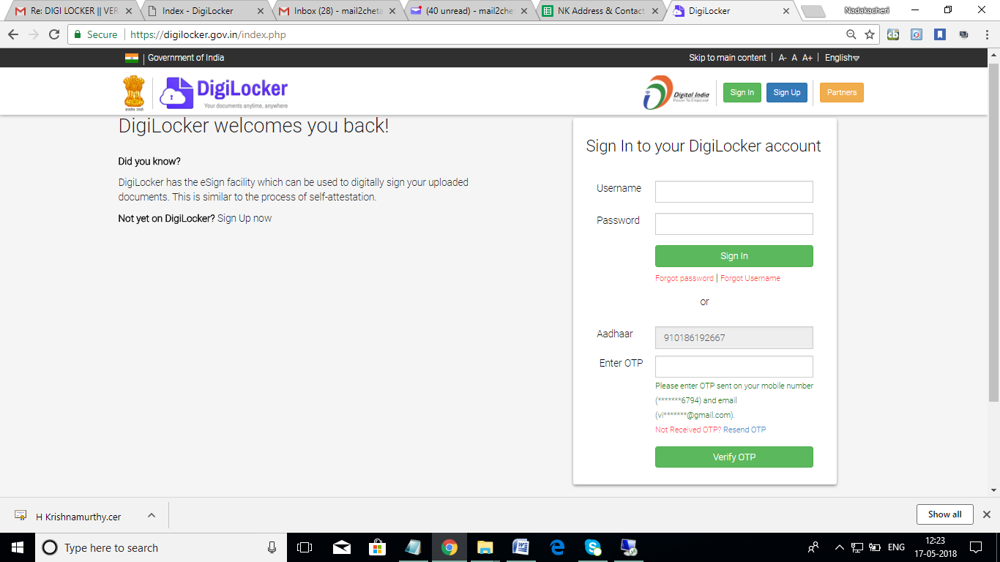 Re: DIGI LOCKER || VER
Index - DigiLocker
Inbox (28) - mail2cheta
(40 unread) - mail2che
NK Address & Contact
DigiLocker
Nadakacheri
Secure
https://digilocker.gov.in/index.php
Government of India
Skip to main content
A- A A+
English
DigiLocker
Your documents anytime, anywhere
सत्यमेव जयते
Digital India
Power To Empower
Sign In
Sign Up
Partners
DigiLocker welcomes you back!
Did you know?
DigiLocker has the eSign facility which can be used to digitally sign your uploaded
documents. This is similar to the process of self-attestation.
Not yet on DigiLocker? Sign Up now
Sign In to your DigiLocker account
Username
Password
Sign In
Forgot password | Forgot Username
or
Aadhaar
910186192667
Enter OTP
Please enter OTP sent on your mobile number
(*******6794) and email
(vi*******@gmail.com).
Not Received OTP? Resend OTP
Verify OTP
H Krishnamurthy.cer
Show all
Type here to search
ENG
12:23
17-05-2018